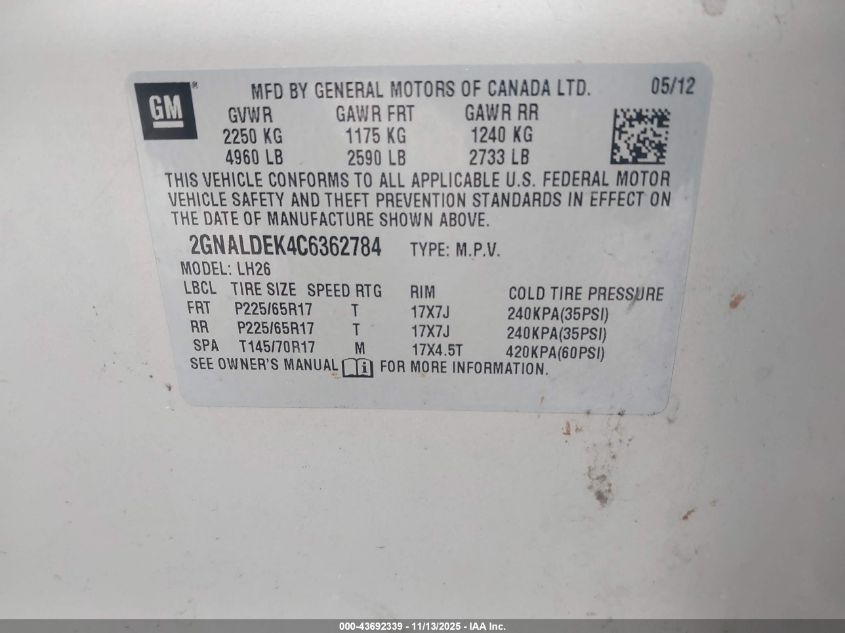 GM ® MFD BY GENERAL MOTORS OF CANADA LTD. 05/12
GVWR GAWR FRT GAWR RR
2250 KG 1175 KG 1240 KG
4960 LB 2590 LB 2733 LB
THIS VEHICLE CONFORMS TO ALL APPLICABLE U.S. FEDERAL MOTOR
VEHICLE SAFETY AND THEFT PREVENTION STANDARDS IN EFFECT ON
THE DATE OF MANUFACTURE SHOWN ABOVE.
2GNALDEK4C6362784 TYPE: M.P.V.
MODEL: LH26
LBCL TIRE SIZE SPEED RTG RIM COLD TIRE PRESSURE
FRT P225/65R17 T 17X7J 240KPA(35PSI)
RR P225/65R17 T 17X7J 240KPA(35PSI)
SPA T145/70R17 M 17X4.5T 420KPA(60PSI)
SEE OWNER'S MANUAL FOR MORE INFORMATION.
000-43692339 - 11/13/2025 - IAA Inc.